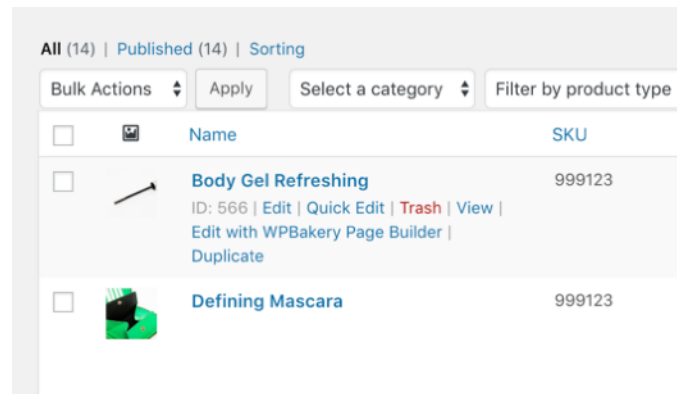 All (14) | Published (14) | Sorting
Bulk Actions Apply Select a category Filter by product type
Name SKU
Body Gel Refreshing 999123
ID: 566 | Edit | Quick Edit | Trash | View |
Edit with WPBakery Page Builder |
Duplicate
Defining Mascara 999123